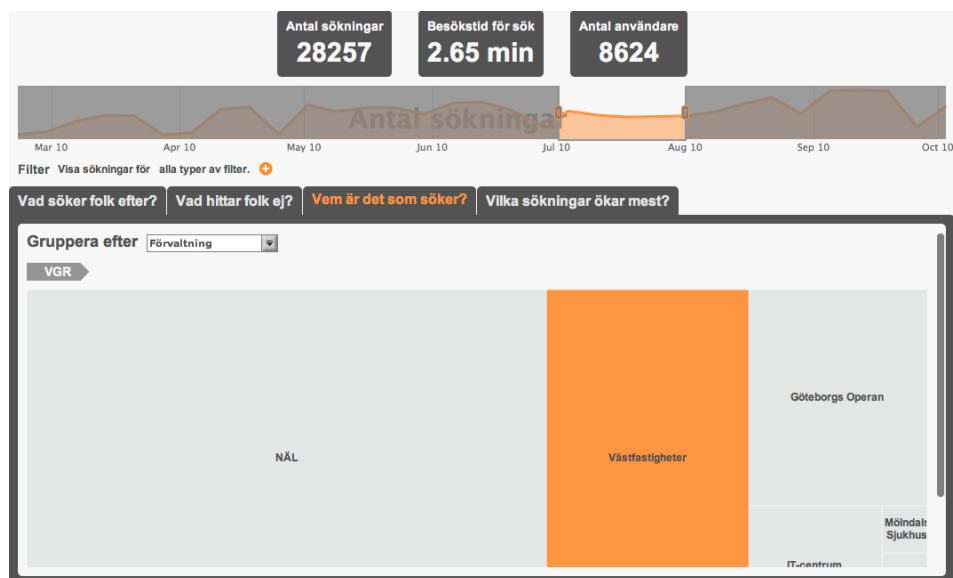 Antal sökningar
28257
Besökstid för sök
2.65 min
Antal användare
8624
Antal sökningar
Mar 10 Apr 10 May 10 Jun 10 Jul 10 Aug 10 Sep 10 Oct 10
Filter Visa sökningar för alla typer av filter.
Vad söker folk efter? Vad hittar folk ej? Vem är det som söker? Vilka sökningar ökar mest?
Gruppera efter Förvaltning
VGR
NÄL
Västfastigheter
Göteborgs Operan
IT-centrum
Mölndals
Sjukhus